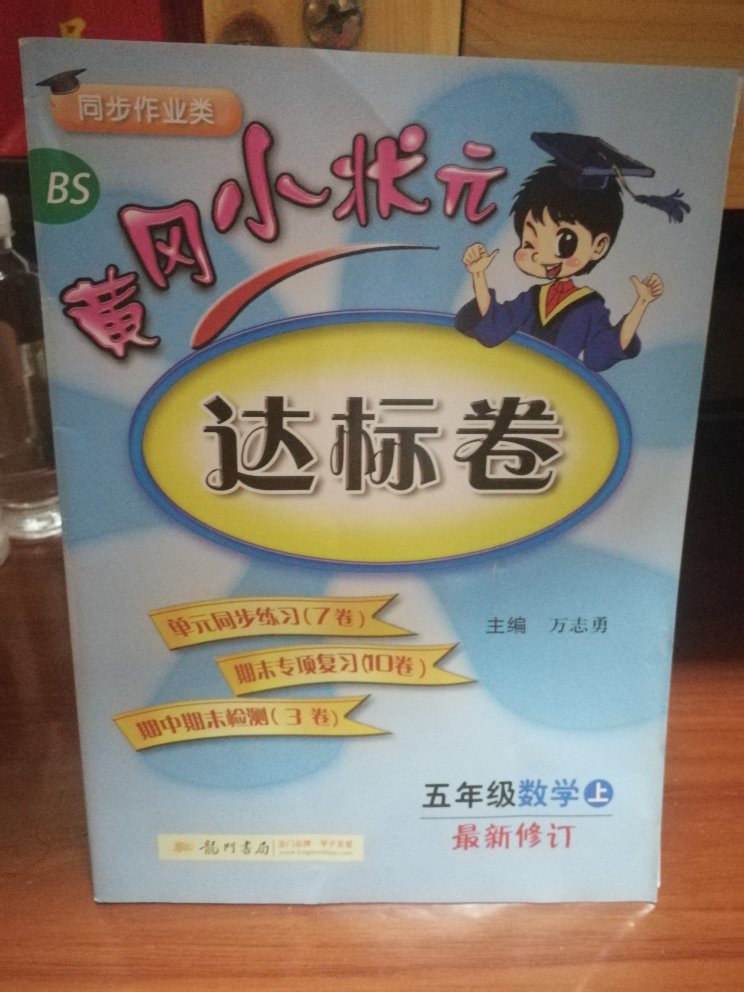 同步作业类
BS
黄冈小状元
达标卷
单元同步练习(7卷)
期末专项复习(10卷)
期中期末检测(3卷)
主编 万志勇
五年级数学上
最新修订
龍門書局